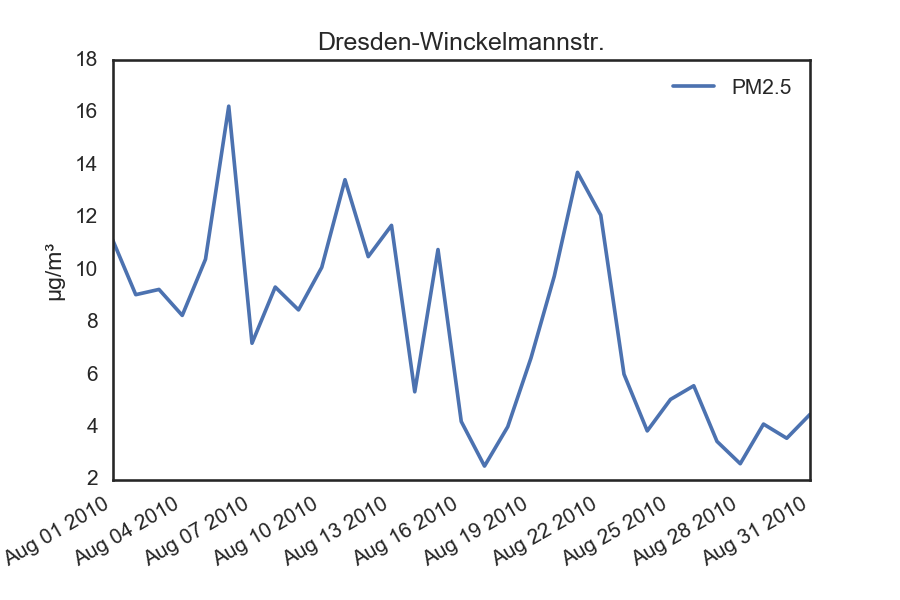 Dresden-Winckelmannstr.
PM2.5
µg/m³
18
16
14
12
10
8
6
4
2
Aug 01 2010
Aug 04 2010
Aug 07 2010
Aug 10 2010
Aug 13 2010
Aug 16 2010
Aug 19 2010
Aug 22 2010
Aug 25 2010
Aug 28 2010
Aug 31 2010